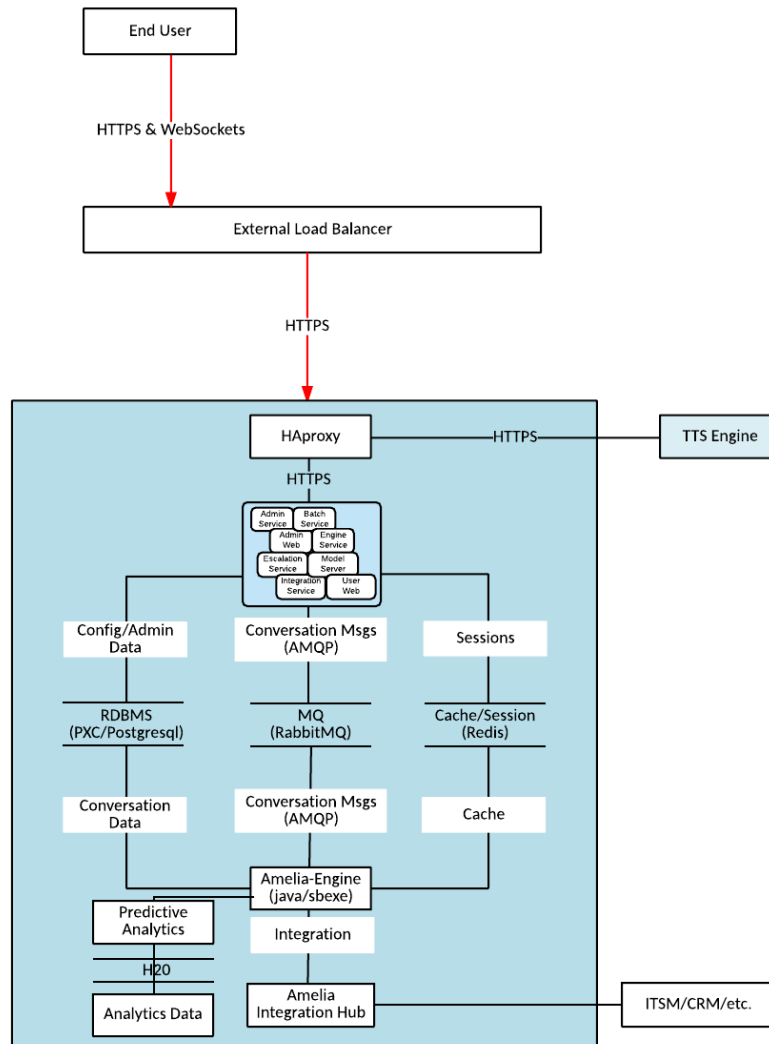 End User
HTTPS & WebSockets
External Load Balancer
HTTPS
HAproxy
HTTPS
TTS Engine
HTTPS
Admin
Service
Batch
Service
Admin
Web
Engine
Service
Escalation
Service
Model
Server
Integration
Service
User
Web
Config/Admin
Data
Conversation Msgs
(AMQP)
Sessions
RDBMS
(PXC/Postgresql)
MQ
(RabbitMQ)
Cache/Session
(Redis)
Conversation
Data
Conversation Msgs
(AMQP)
Cache
Amelia-Engine
(java/sbexe)
Predictive
Analytics
Integration
H20
Analytics Data
Amelia
Integration Hub
ITSM/CRM/etc.